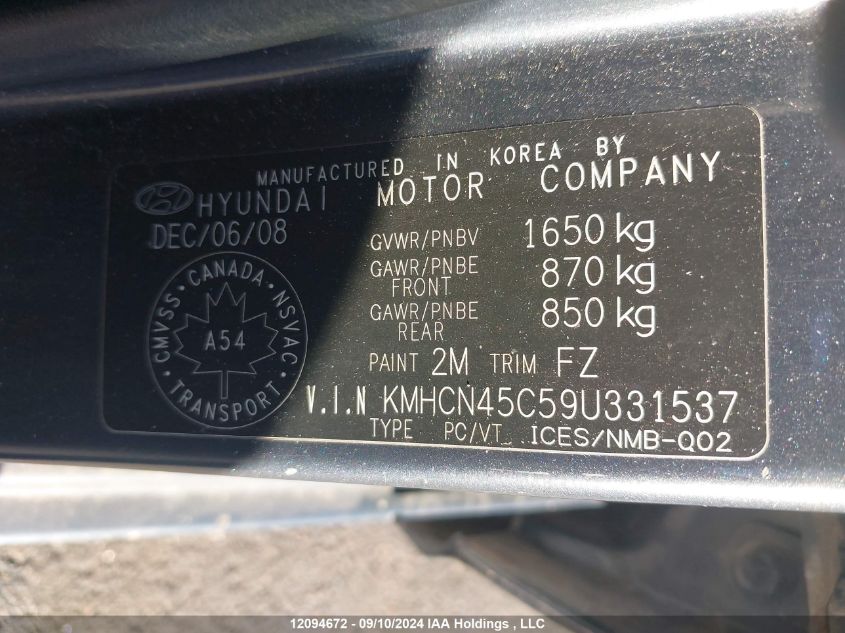 MANUFACTURED IN KOREA BY
HYUNDAI MOTOR COMPANY
DEC/06/08
GVWR/PNBV 1650 kg
GAWR/PNBE FRONT 870 kg
GAWR/PNBE REAR 850 kg
CMVSS • CANADA • NSVAC • TRANSPORT •
A54
PAINT 2M TRIM FZ
V.I.N KMHCN45C59U331537
TYPE PC/VT ICES/NMB-002
12094672 - 09/10/2024 IAA Holdings , LLC